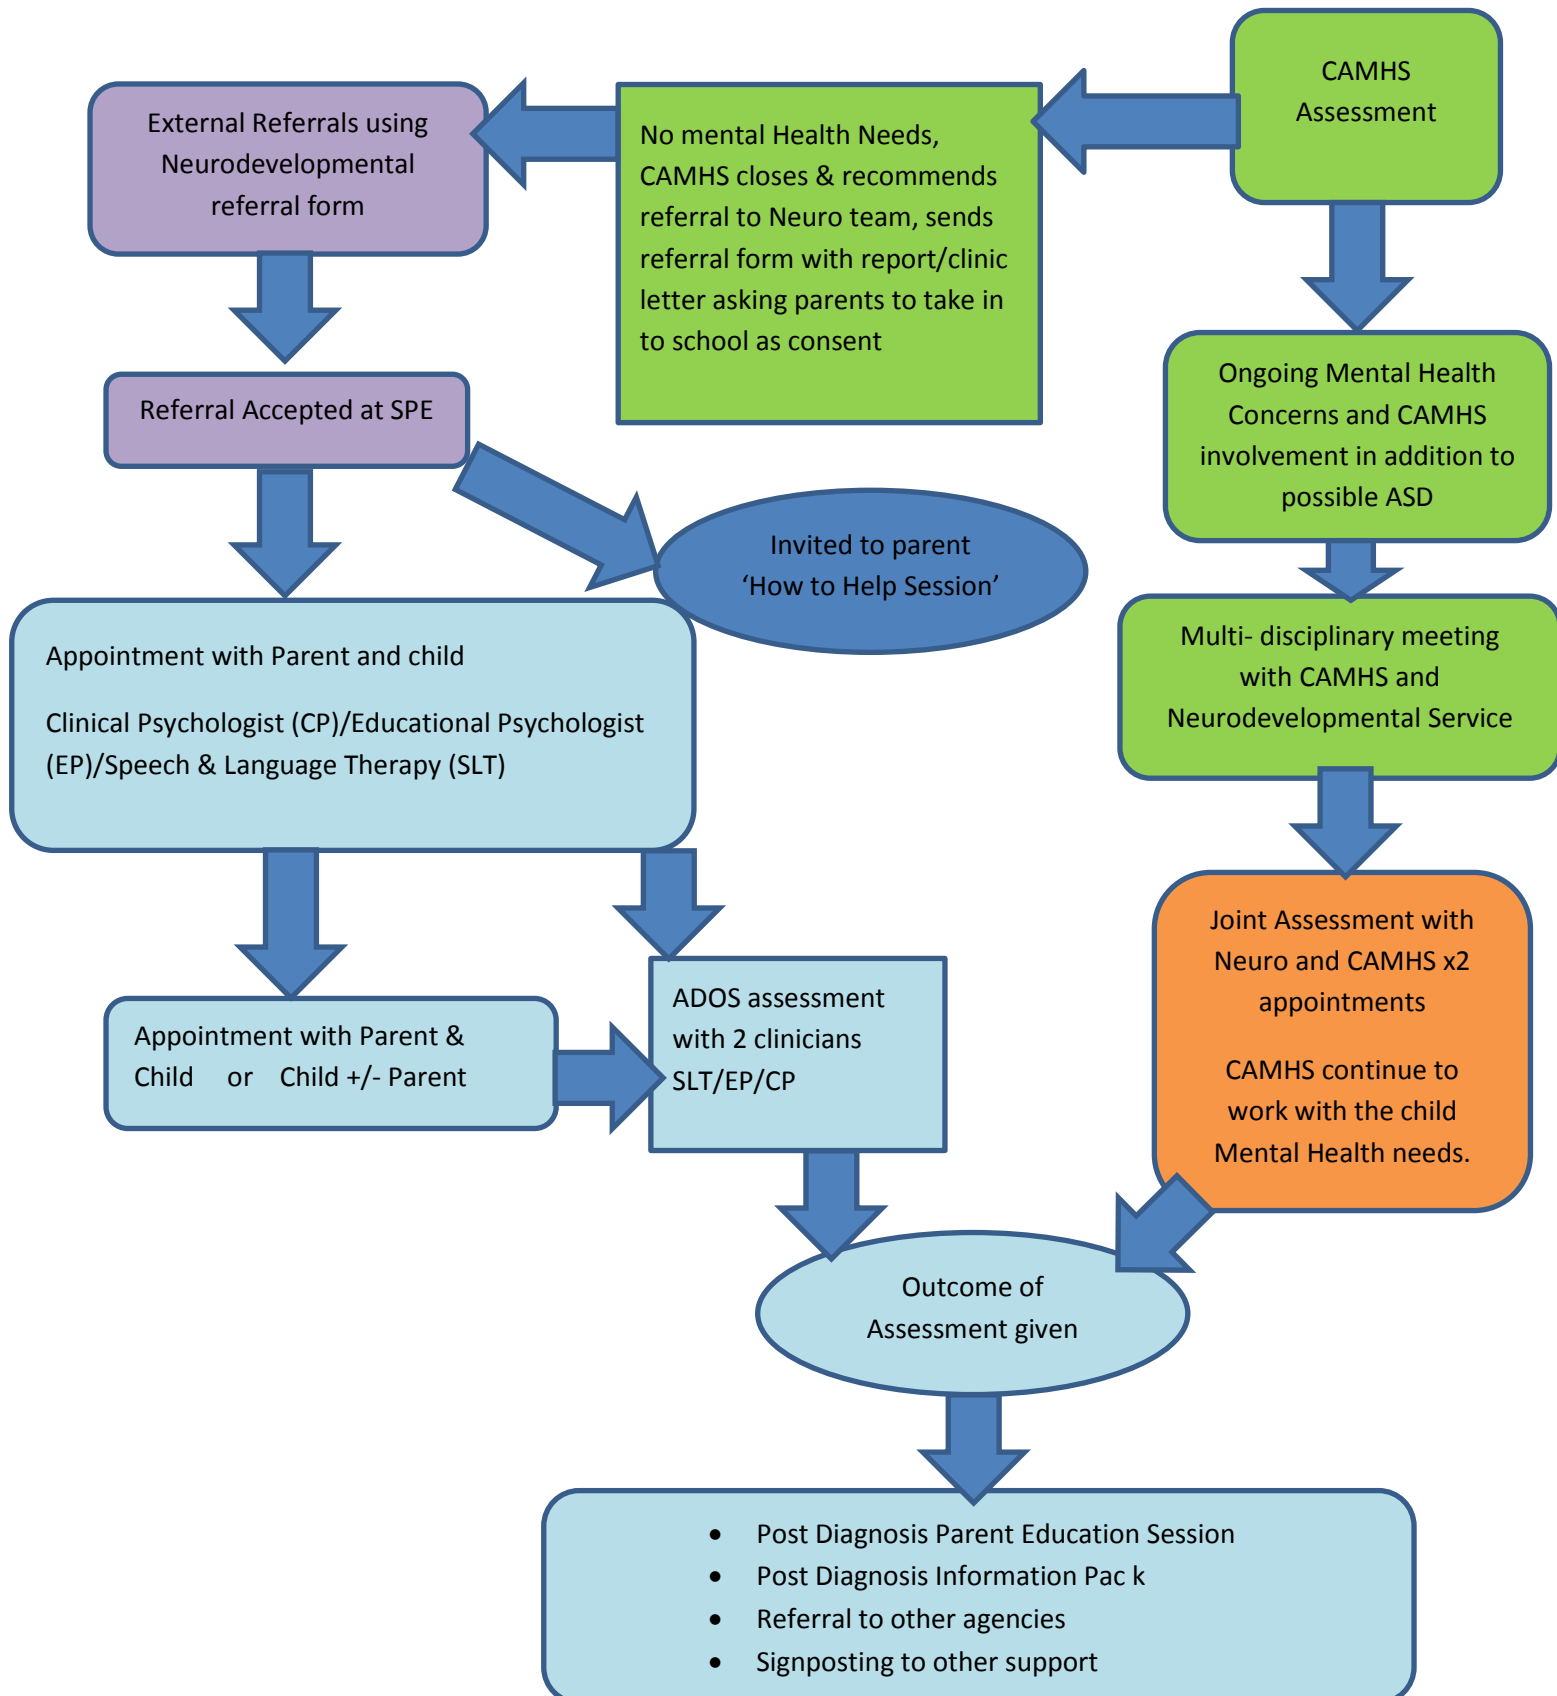 CAMHS
Assessment
External Referrals using
Neurodevelopmental
referral form
No mental Health Needs,
CAMHS closes & recommends
referral to Neuro team, sends
referral form with report/clinic
letter asking parents to take in
to school as consent
Referral Accepted at SPE
Ongoing Mental Health
Concerns and CAMHS
involvement in addition to
possible ASD
Invited to parent
‘How to Help Session’
Appointment with Parent and child
Clinical Psychologist (CP)/Educational Psychologist
(EP)/Speech & Language Therapy (SLT)
Multi- disciplinary meeting
with CAMHS and
Neurodevelopmental Service
Joint Assessment with
Neuro and CAMHS x2
appointments
CAMHS continue to
work with the child
Mental Health needs.
Appointment with Parent &
Child or Child +/- Parent
ADOS assessment
with 2 clinicians
SLT/EP/CP
Outcome of
Assessment given
• Post Diagnosis Parent Education Session
• Post Diagnosis Information Pac k
• Referral to other agencies
• Signposting to other support